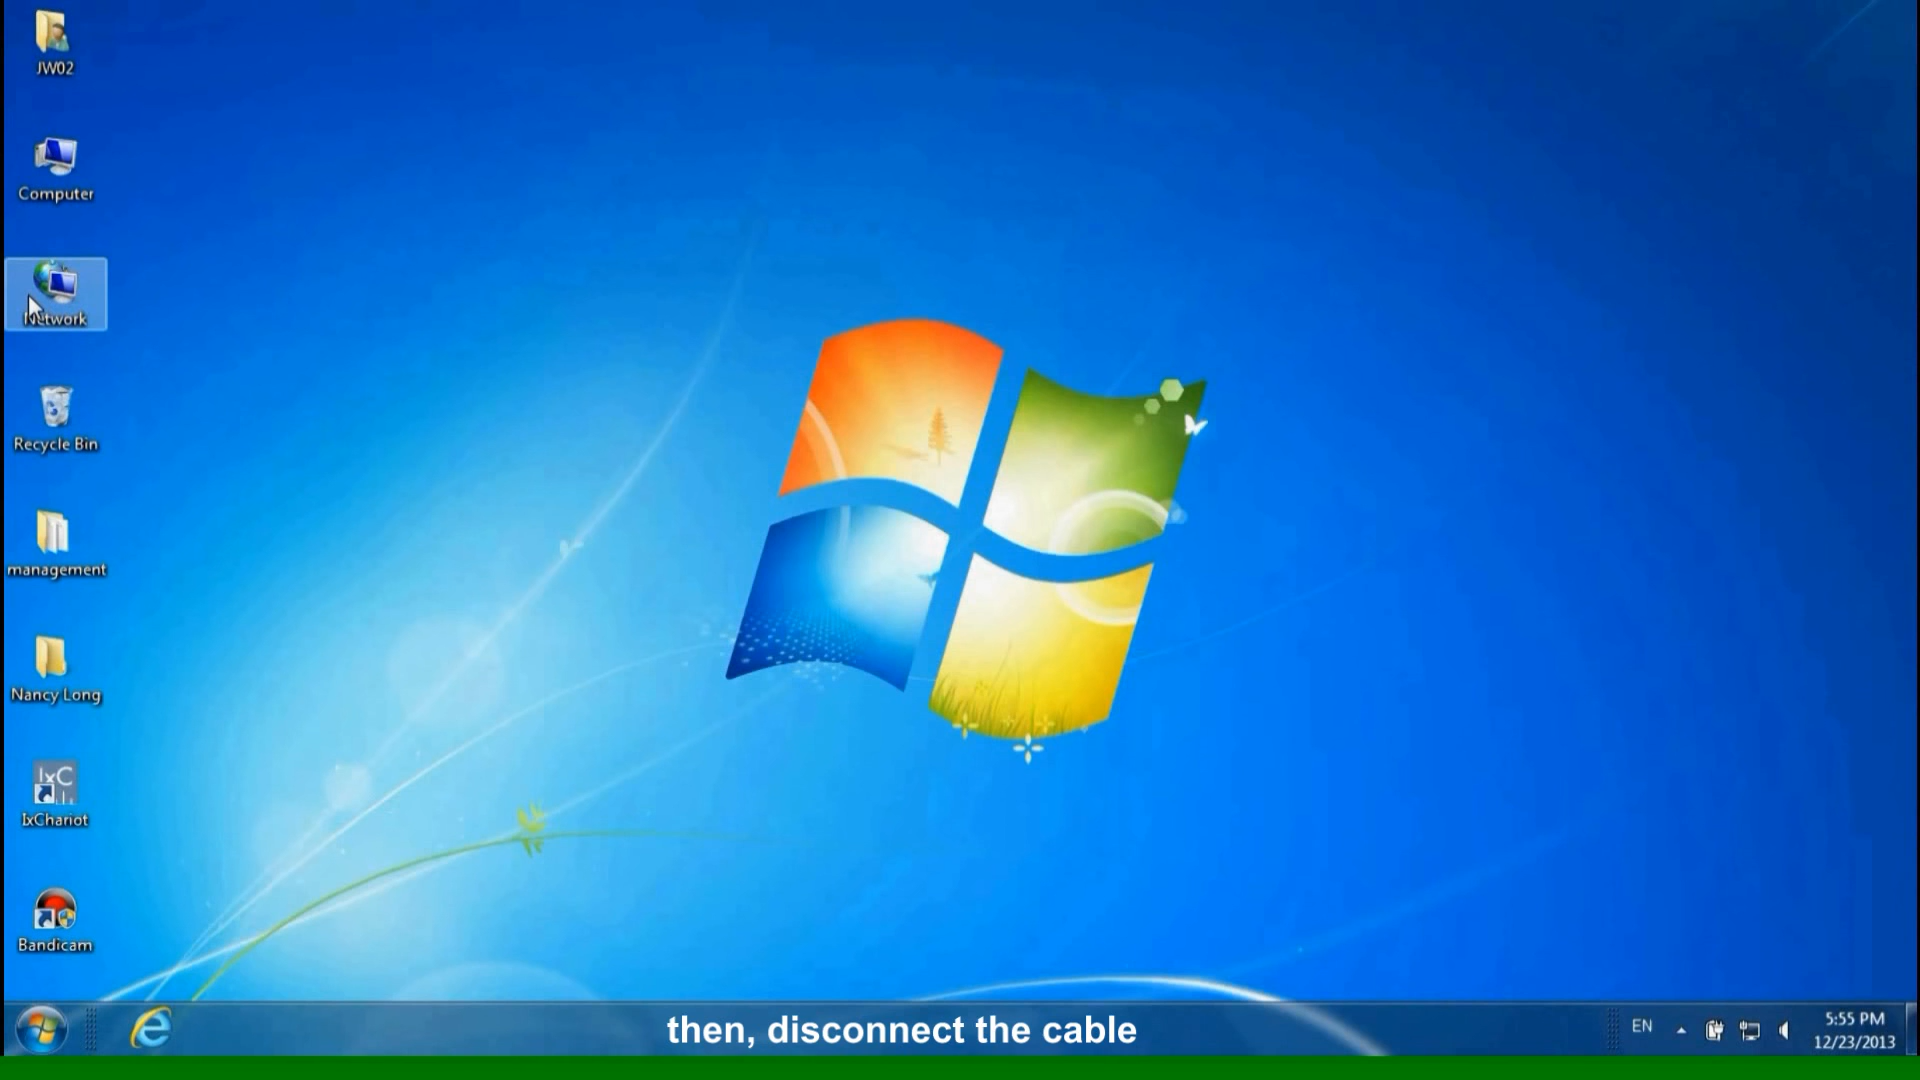 JW02
Computer
Network
Recycle Bin
management
Nancy Long
IxC
IxChariot
Bandicam
then, disconnect the cable
EN
5:55 PM
12/23/2013